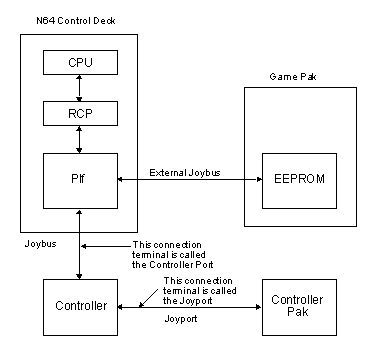 N64 Control Deck
CPU
Game Pak
RCP
Pif
External Joybus
EEPROM
Joybus
This connection
terminal is called
the Controller Port
This connection
terminal is called
the Joyport
Controller
Controller
Pak
Joyport